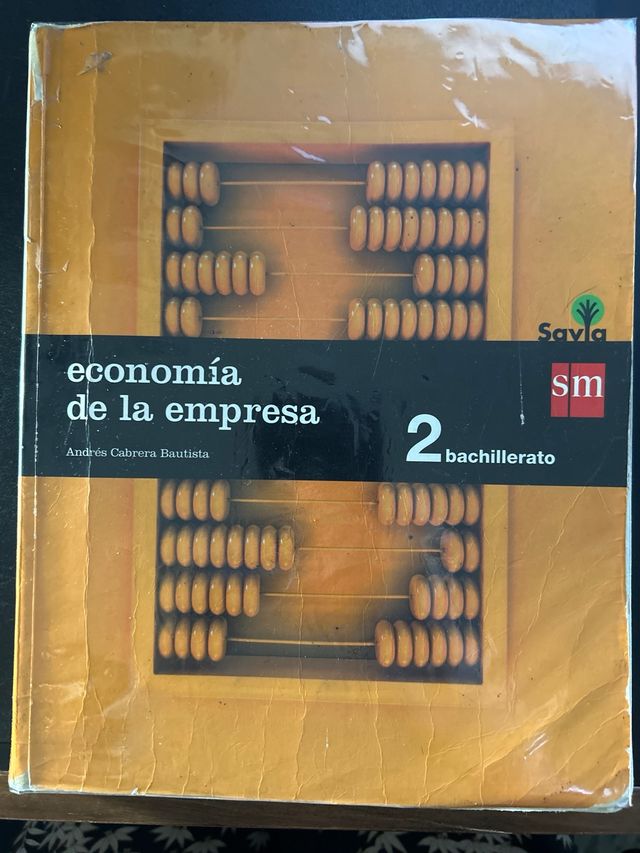 Savia
sm
economía
de la empresa
Andrés Cabrera Bautista
2 bachillerato